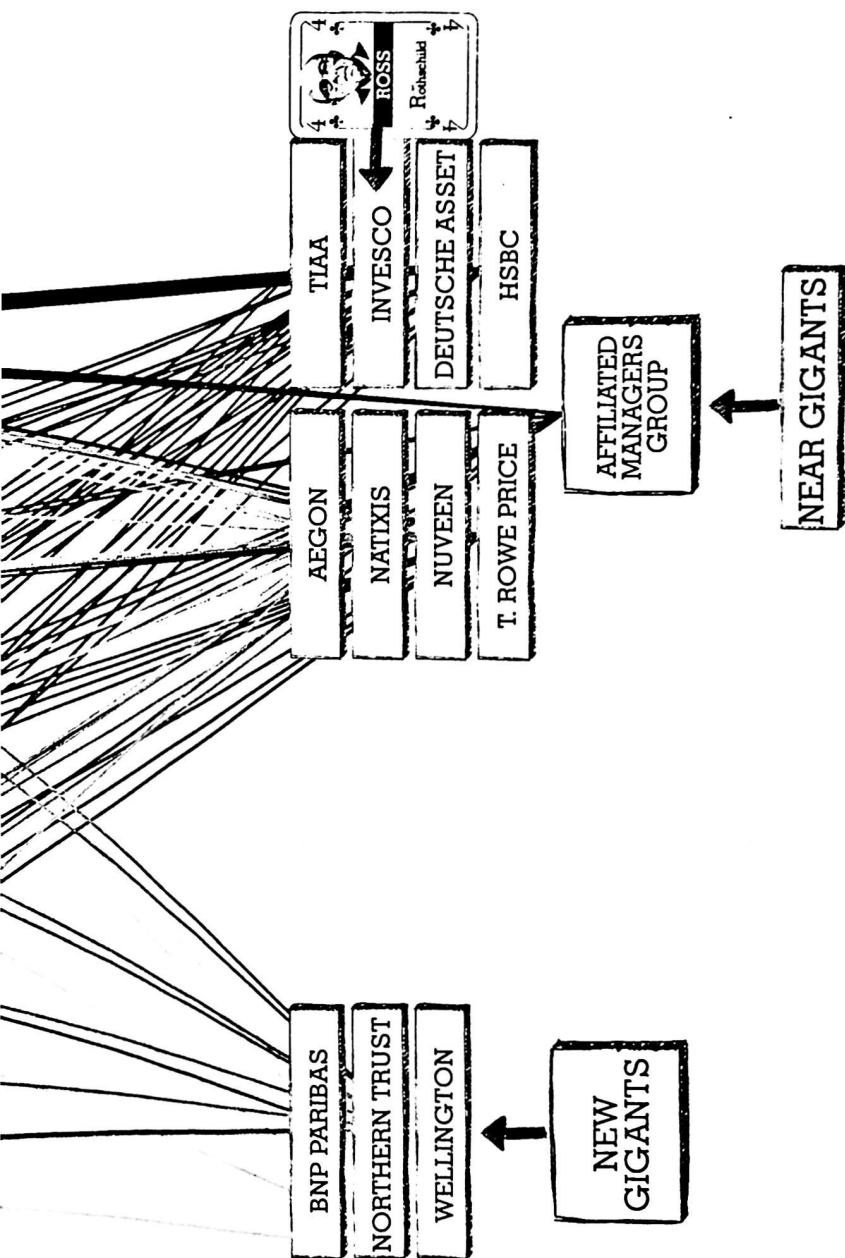 BNP PARIBAS
NORTHERN TRUST
WELLINGTON
NEW
GIGANTS
AEGON
NATIXIS
NUVEEN
T. ROWE PRICE
TIAA
INVESCO
DEUTSCHE ASSET
HSBC
4 4
ROSS
Rothschild
4 4
AFFILIATED
MANAGERS
GROUP
NEAR GIGANTS